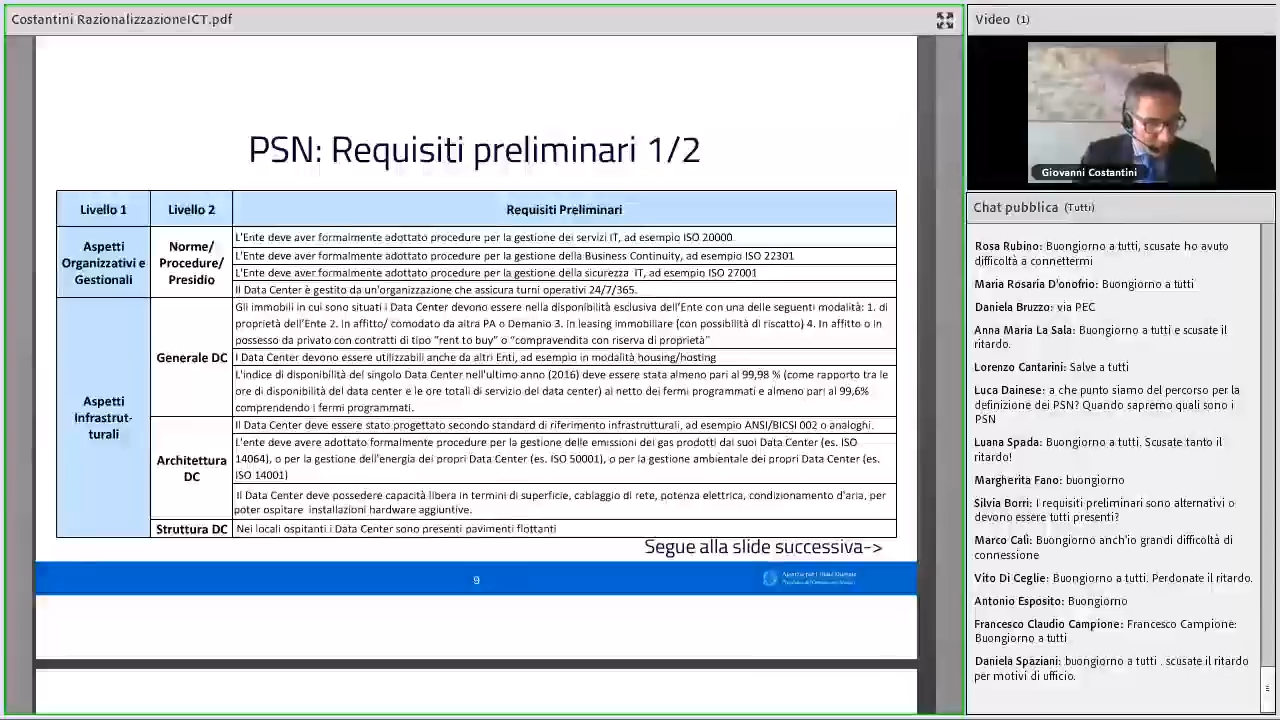 Costantini RazionalizzazioneICT.pdf
PSN: Requisiti preliminari 1/2
Livello 1
Livello 2
Requisiti Preliminari
Aspetti
Organizzativi e
Gestionali
Norme/
Procedure/
Presidio
L'Ente deve aver formalmente adottato procedure per la gestione dei servizi IT, ad esempio ISO 20000
L'Ente deve aver formalmente adottato procedure per la gestione della Business Continuity, ad esempio ISO 22301
L'Ente deve aver formalmente adottato procedure per la gestione della sicurezza IT, ad esempio ISO 27001
Il Data Center è gestito da un'organizzazione che assicura turni operativi 24/7/365.
Aspetti
Infrastrut-
turali
Generale DC
Gli immobili in cui sono situati i Data Center devono essere nella disponibilità esclusiva dell'Ente con una delle seguenti modalità: 1. di
proprietà dell'Ente 2. In affitto/ comodato da altra PA o Demanio 3. In leasing immobiliare (con possibilità di riscatto) 4. In affitto o in
possesso da privato con contratti di tipo "rent to buy" o "compravendita con riserva di proprietà"
I Data Center devono essere utilizzabili anche da altri Enti, ad esempio in modalità housing/hosting
L'indice di disponibilità del singolo Data Center nell'ultimo anno (2016) deve essere stata almeno pari al 99,98 % (come rapporto tra le
ore di disponibilità del data center e le ore totali di servizio del data center) al netto dei fermi programmati e almeno pari al 99,6%
comprendendo i fermi programmati.
Architettura
DC
Il Data Center deve essere stato progettato secondo standard di riferimento infrastrutturali, ad esempio ANSI/BICSI 002 o analoghi.
L'ente deve avere adottato formalmente procedure per la gestione delle emissioni dei gas prodotti dai suoi Data Center (es. ISO
14064), o per la gestione dell'energia dei propri Data Center (es. ISO 50001), o per la gestione ambientale dei propri Data Center (es.
ISO 14001)
Il Data Center deve possedere capacità libera in termini di superficie, cablaggio di rete, potenza elettrica, condizionamento d'aria, per
poter ospitare installazioni hardware aggiuntive.
Struttura DC
Nei locali ospitanti i Data Center sono presenti pavimenti flottanti
Segue alla slide successiva->
9
Video (1)
Giovanni Costantini
Chat pubblica (Tutti)
Rosa Rubino: Buongiorno a tutti, scusate ho avuto
difficoltà a connettermi
Maria Rosaria D'onofrio: Buongiorno a tutti
Daniela Bruzzo: via PEC
Anna Maria La Sala: Buongiorno a tutti e scusate il
ritardo.
Lorenzo Cantarini: Salve a tutti
Luca Dainese: a che punto siamo del percorso per la
definizione dei PSN? Quando sapremo quali sono i
PSN
Luana Spada: Buongiorno a tutti. Scusate tanto il
ritardo!
Margherita Fano: buongiorno
Silvia Borri: I requisiti preliminari sono alternativi o
devono essere tutti presenti?
Marco Calì: Buongiorno anch'io grandi difficoltà di
connessione
Vito Di Ceglie: Buongiorno a tutti. Perdonate il ritardo.
Antonio Esposito: Buongiorno
Francesco Claudio Campione: Francesco Campione:
Buongiorno a tutti
Daniela Spaziani: buongiorno a tutti . scusate il ritardo
per motivi di ufficio.